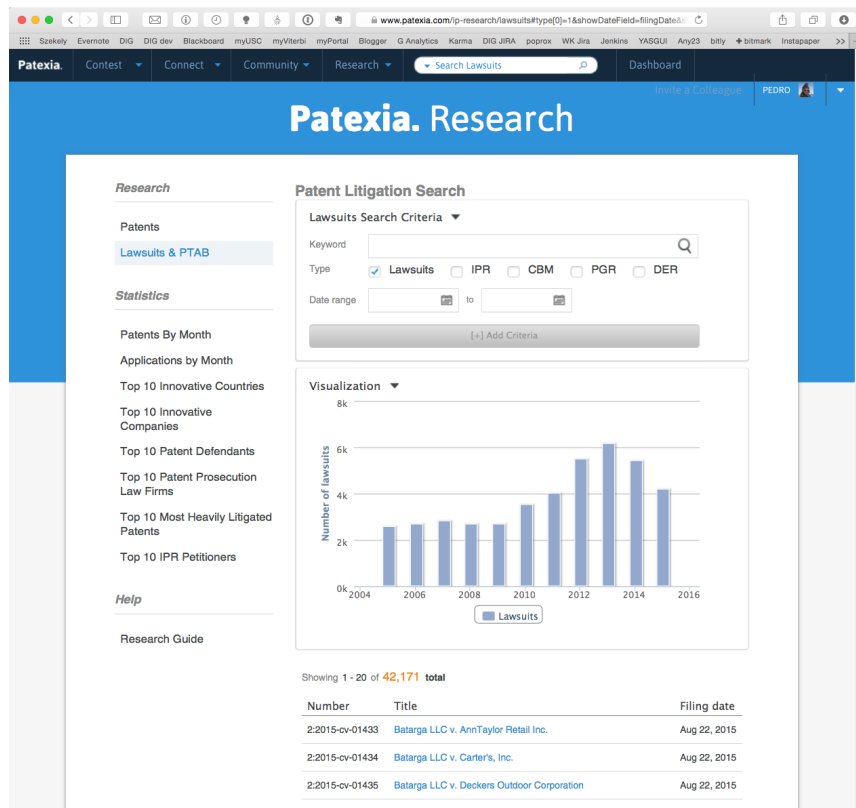 www.patexia.com/ip-research/lawsuits#type[0]=1&showDateField=filingDate&
Szekely Evernote DIG DIG dev Blackboard myUSC myViterbi myPortal Blogger G Analytics Karma DIG JIRA poprox WK Jira Jenkins YASGUI Any23 bitly +bitmark Instapaper >>
Patexia. Contest Connect Community Research Search Lawsuits Dashboard
Invite a Colleague PEDRO
Patexia. Research
Research
Patents
Lawsuits & PTAB
Statistics
Patents By Month
Applications by Month
Top 10 Innovative Countries
Top 10 Innovative
Companies
Top 10 Patent Defendants
Top 10 Patent Prosecution
Law Firms
Top 10 Most Heavily Litigated
Patents
Top 10 IPR Petitioners
Help
Research Guide
Patent Litigation Search
Lawsuits Search Criteria
Keyword
Type Lawsuits IPR CBM PGR DER
Date range to
[+] Add Criteria
Visualization
8k
6k
4k
2k
0k
Number of lawsuits
2004 2006 2008 2010 2012 2014 2016
Lawsuits
Showing 1 - 20 of 42,171 total
Number Title Filing date
2:2015-cv-01433 Batarga LLC v. AnnTaylor Retail Inc. Aug 22, 2015
2:2015-cv-01434 Batarga LLC v. Carter's, Inc. Aug 22, 2015
2:2015-cv-01435 Batarga LLC v. Deckers Outdoor Corporation Aug 22, 2015